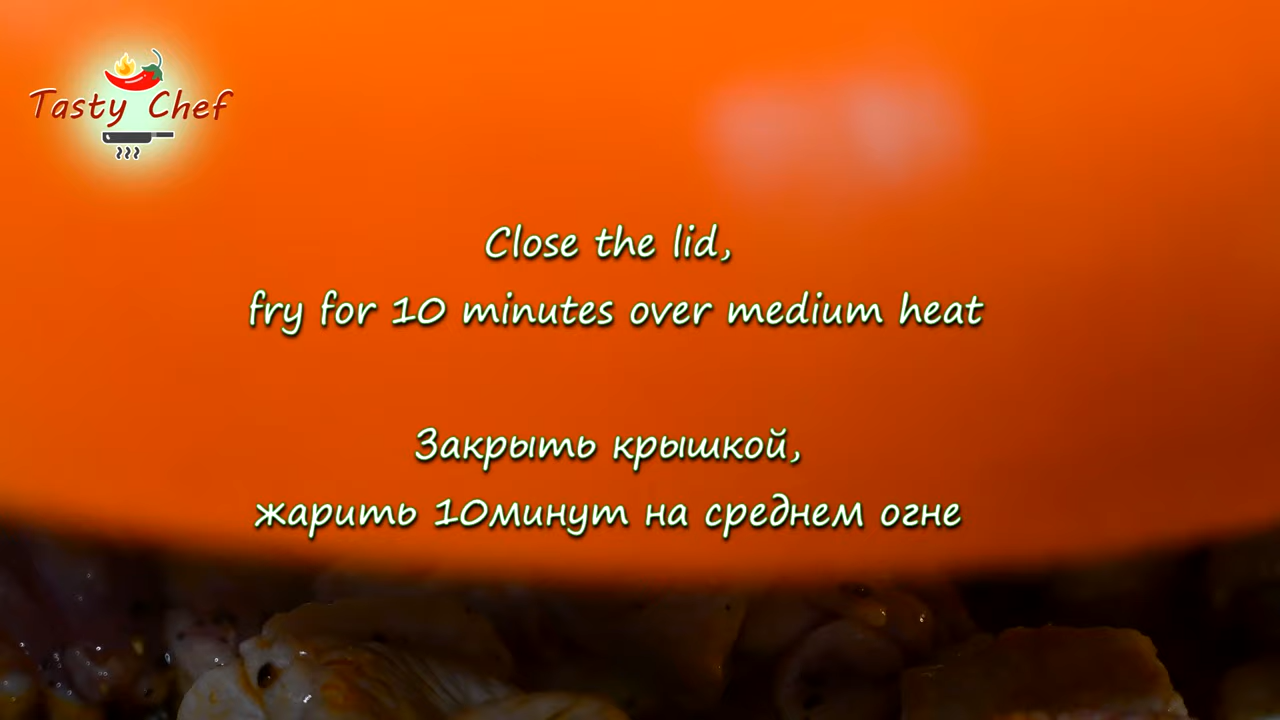 Tasty Chef
Close the lid,
fry for 10 minutes over medium heat
Закрыть крышкой,
жарить 10минут на среднем огне